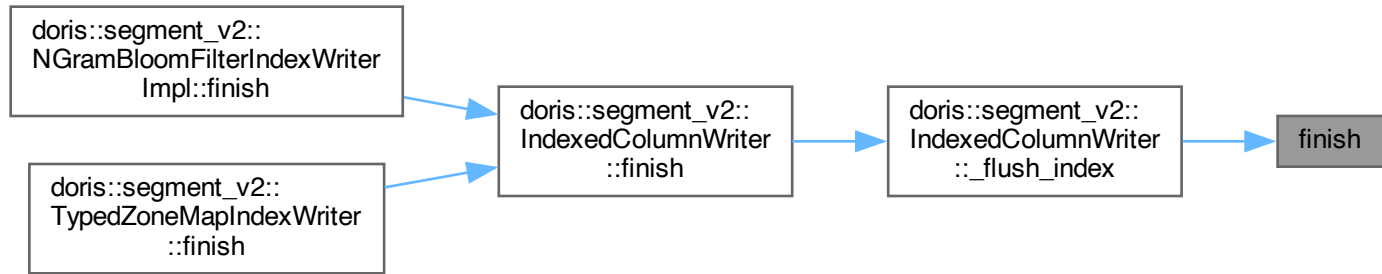 doris::segment_v2::
NGramBloomFilterIndexWriter
Impl::finish
doris::segment_v2::
TypedZoneMapIndexWriter
::finish
doris::segment_v2::
IndexedColumnWriter
::finish
doris::segment_v2::
IndexedColumnWriter
::_flush_index
finish